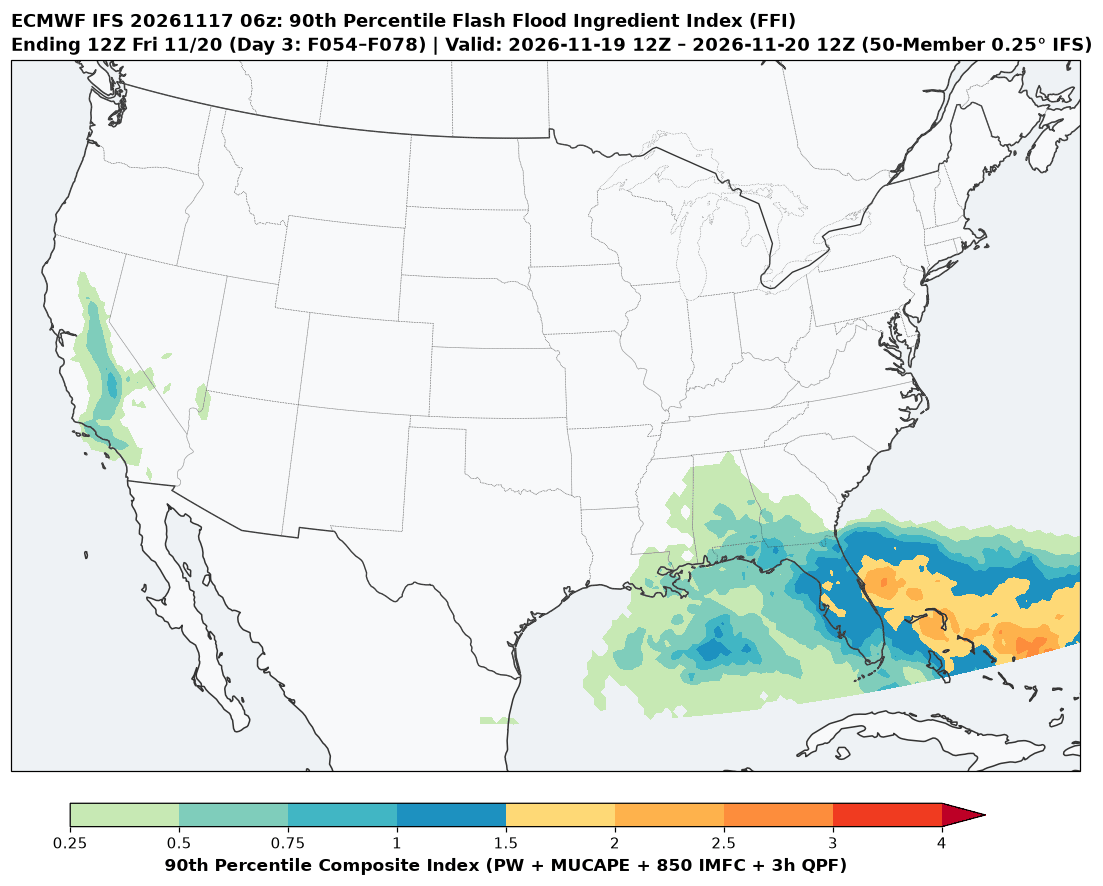 ECMWF IFS 20261117 06z: 90th Percentile Flash Flood Ingredient Index (FFI)
Ending 12Z Fri 11/20 (Day 3: F054–F078) | Valid: 2026-11-19 12Z – 2026-11-20 12Z (50-Member 0.25° IFS)
0.25 0.5 0.75 1 1.5 2 2.5 3 4
90th Percentile Composite Index (PW + MUCAPE + 850 IMFC + 3h QPF)